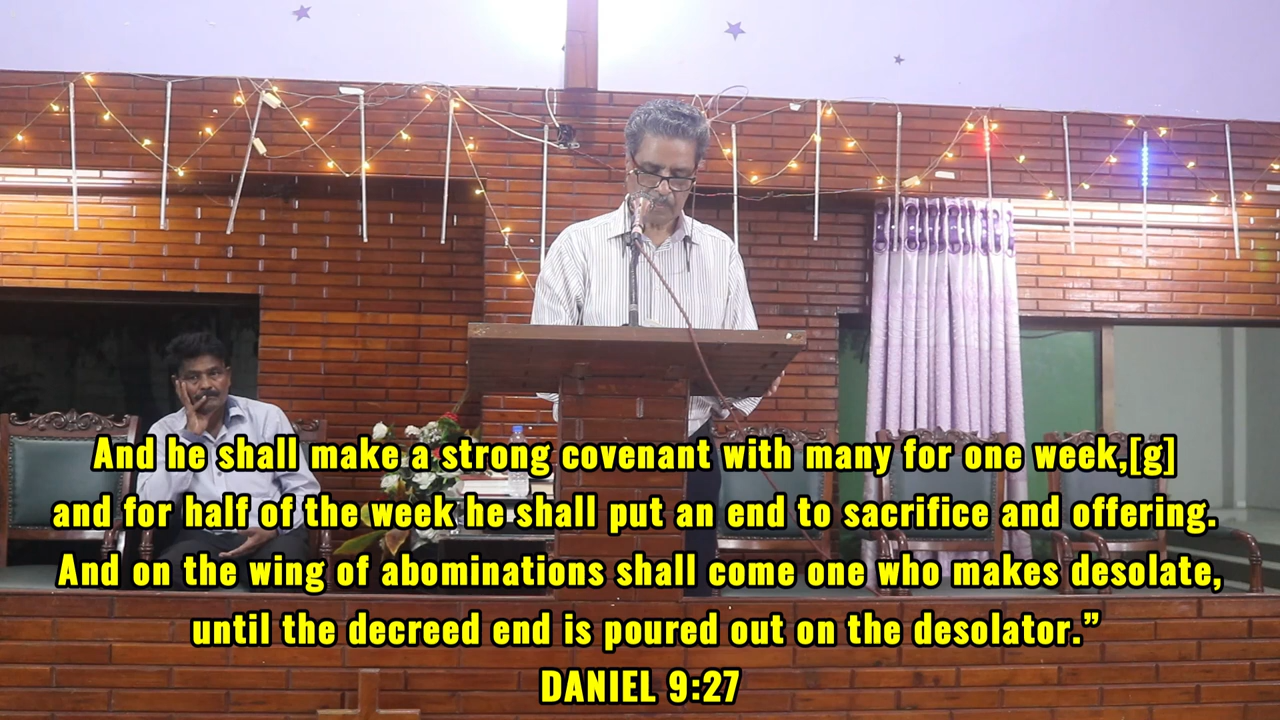 And he shall make a strong covenant with many for one week,[g]
and for half of the week he shall put an end to sacrifice and offering.
And on the wing of abominations shall come one who makes desolate,
until the decreed end is poured out on the desolator.”
DANIEL 9:27